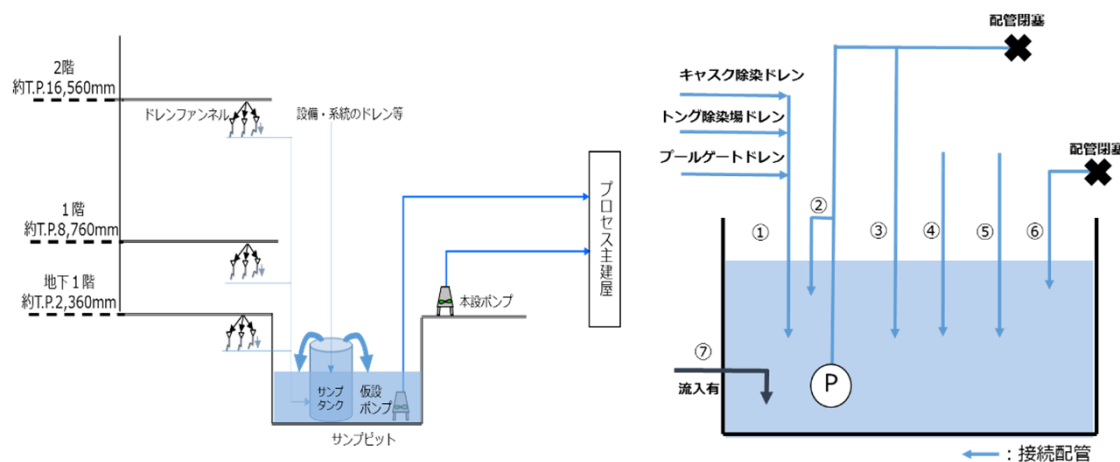 2階
約T.P.16,560mm
ドレンファンネル
設備・系統のドレン等
1階
約T.P.8,760mm
地下1階
約T.P.2,360mm
サンプ
タンク
仮設
ポンプ
サンプピット
本設ポンプ
プロセス主建屋
配管閉塞
キャスク除染ドレン
トング除染場ドレン
プールゲートドレン
配管閉塞
①
②
③
④
⑤
⑥
⑦
流入有
P
：接続配管